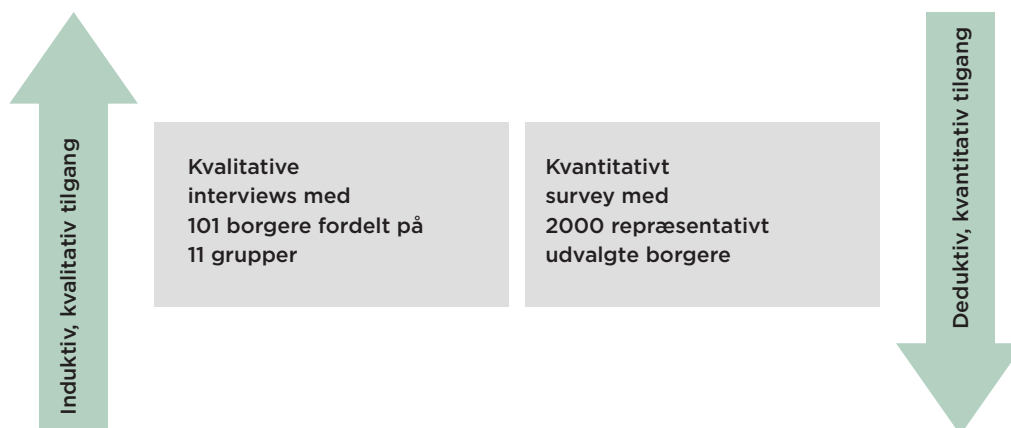 Induktiv, kvalitativ tilgang
Kvalitative
interviews med
101 borgere fordelt på
11 grupper
Kvantitativt
survey med
2000 repræsentativt
udvalgte borgere
Deduktiv, kvantitativ tilgang